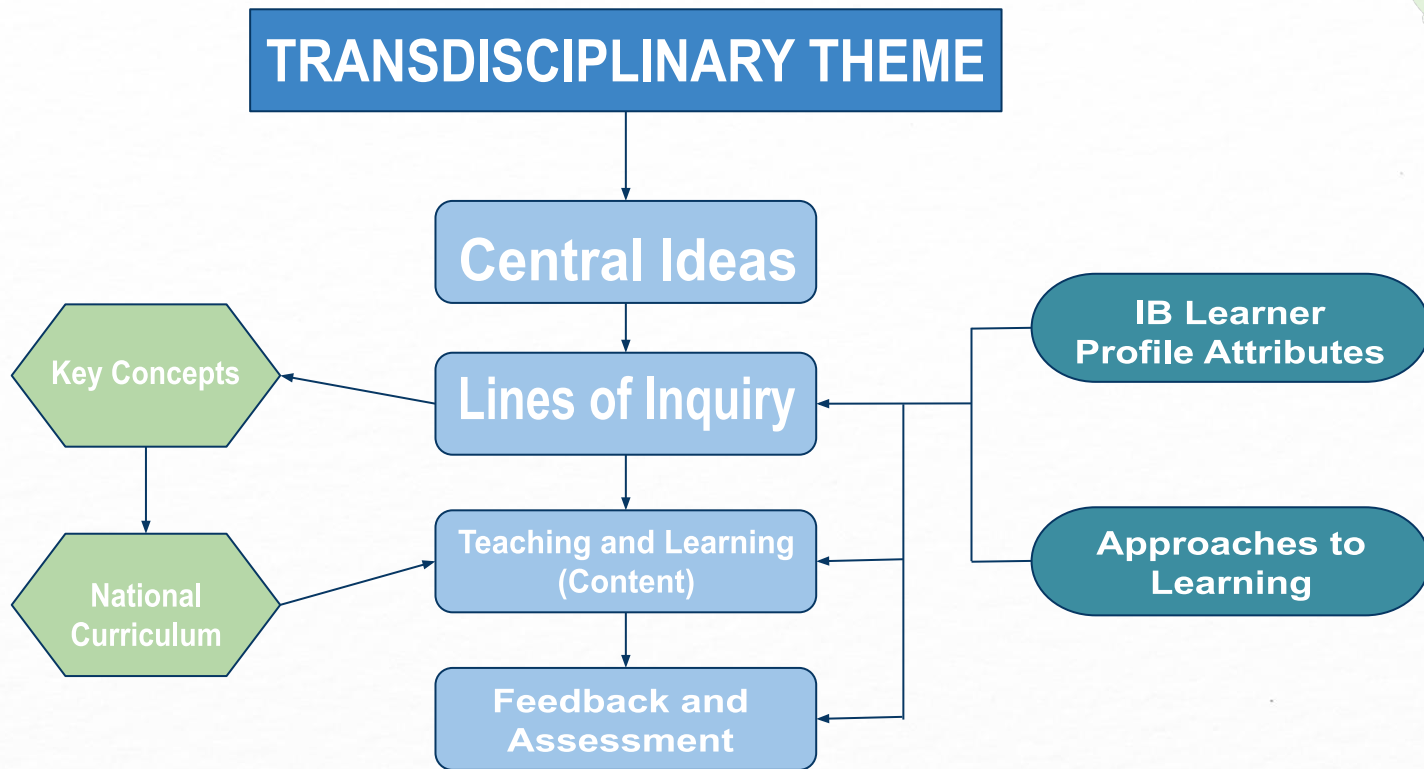 TRANSDISCIPLINARY THEME
Central Ideas
Lines of Inquiry
Teaching and Learning
(Content)
Feedback and
Assessment
Key Concepts
National
Curriculum
IB Learner
Profile Attributes
Approaches to
Learning